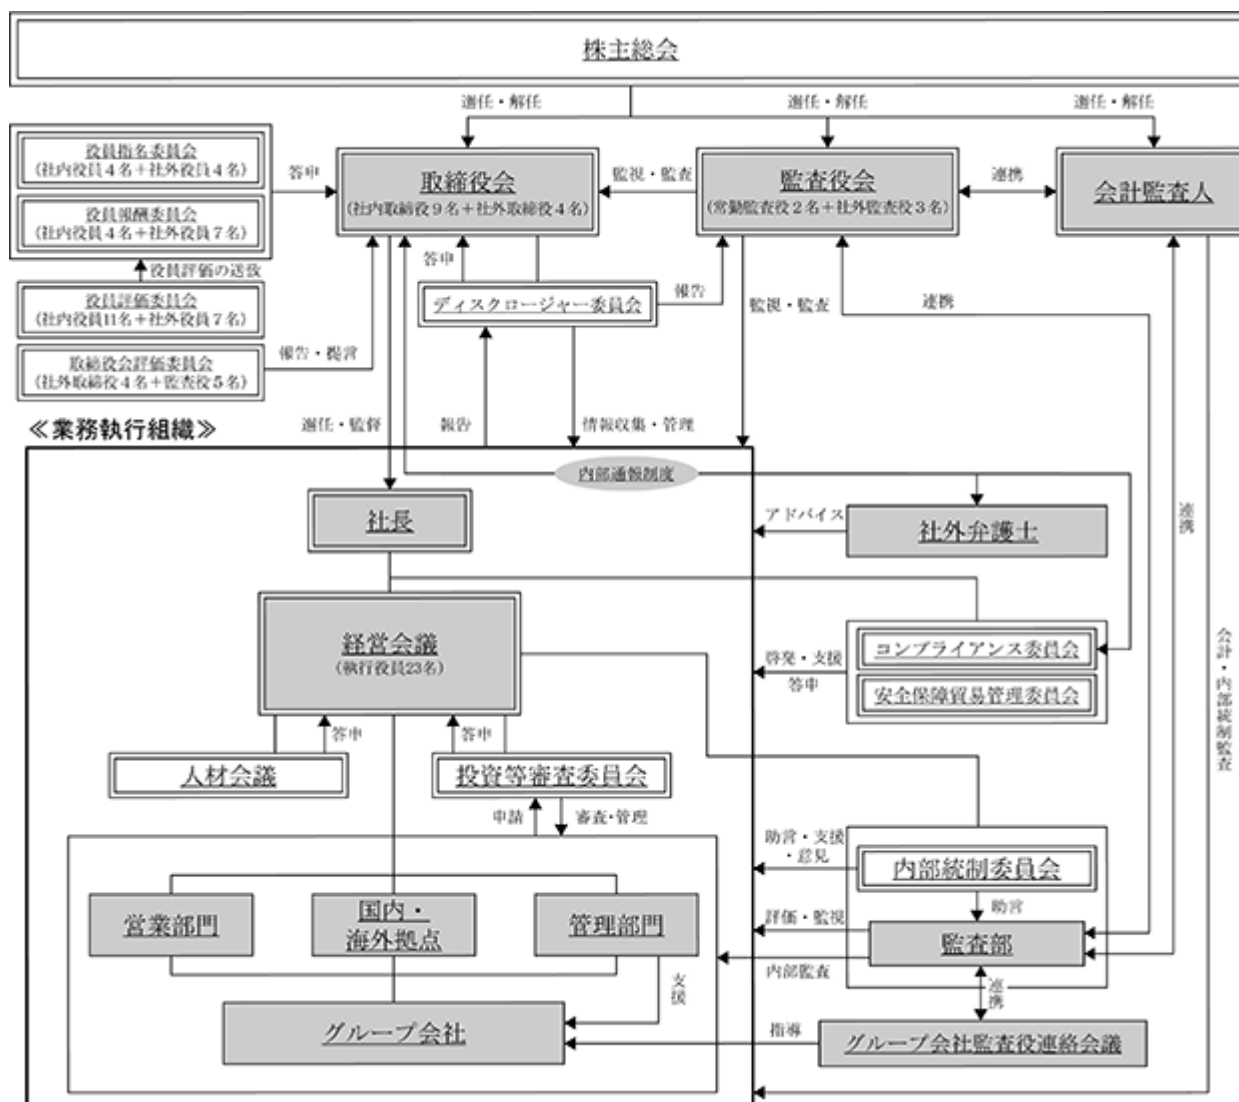 株主総会
選任・解任
選任・解任
選任・解任
役員指名委員会
(社内役員4名+社外役員4名)
役員報酬委員会
(社内役員4名+社外役員7名)
答申
取締役会
(社内取締役9名+社外取締役4名)
監視・監査
監査役会
(常勤監査役2名+社外監査役3名)
連携
会計監査人
役員評価の送致
役員評価委員会
(社内役員11名+社外役員7名)
取締役会評価委員会
(社外取締役4名+監査役5名)
報告・提言
答申
ディスクロージャー委員会
報告
監視・監査
連携
≪業務執行組織≫
選任・監督
報告
情報収集・管理
内部通報制度
社長
アドバイス
社外弁護士
連携
経営会議
(執行役員23名)
啓発・支援
答申
コンプライアンス委員会
安全保障貿易管理委員会
会計・内部統制監査
答申
答申
人材会議
投資等審査委員会
申請
審査・管理
助言・支援
・意見
内部統制委員会
助言
営業部門
国内・
海外拠点
管理部門
評価・監視
監査部
内部監査
支援
連携
グループ会社
指導
グループ会社監査役連絡会議